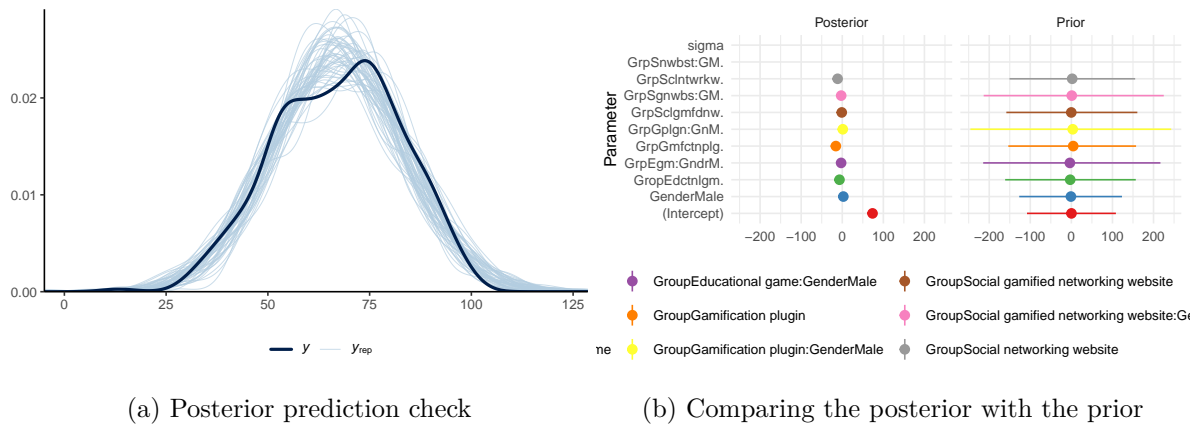 0.00
0.01
0.02
0
25
50
75
100
125
y
yrep
(a) Posterior prediction check
Posterior
Prior
Parameter
sigma
GrpSnwbst:GM.
GrpSclntwrkw.
GrpSgnwbs:GM.
GrpSclgmfdnw.
GrpGplgn:GnM.
GrpGmfctnplg.
GrpEgm:GndrM.
GropEdctnlgm.
GenderMale
(Intercept)
−200 −100 0 100 200
−200 −100 0 100 200
me
GroupEducational game:GenderMale
GroupGamification plugin
GroupGamification plugin:GenderMale
GroupSocial gamified networking website
GroupSocial gamified networking website:Ge
GroupSocial networking website
(b) Comparing the posterior with the prior